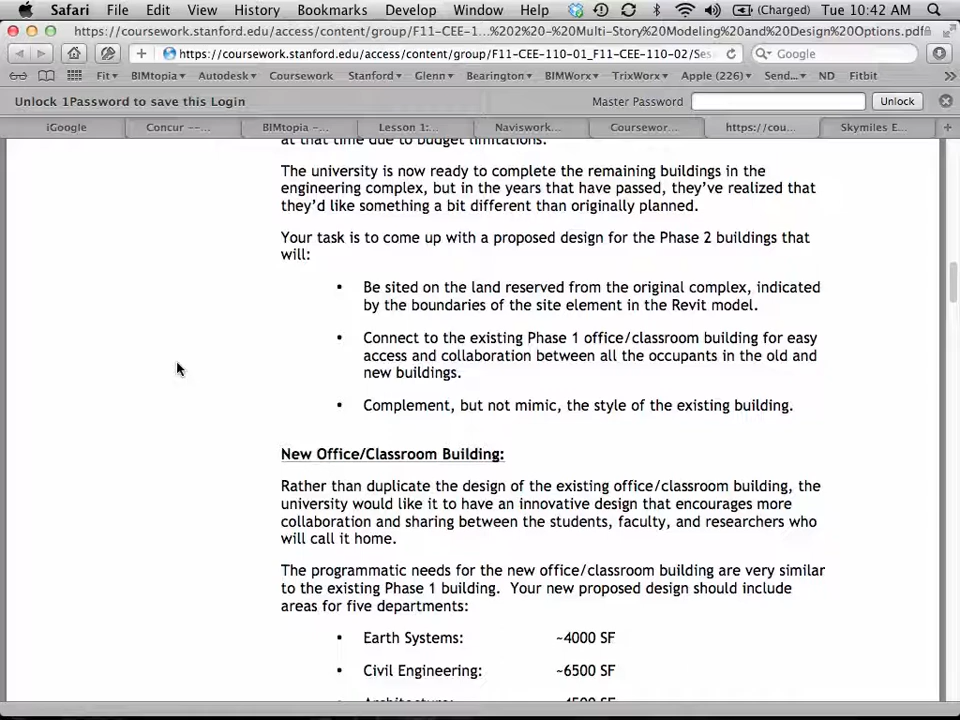 Safari File Edit View History Bookmarks Develop Window Help (Charged) Tue 10:42 AM
https://coursework.stanford.edu/access/content/group/F11-CEE-1...%202%20-%20Multi-Story%20Modeling%20and%20Design%20Options.pdf
https://coursework.stanford.edu/access/content/group/F11-CEE-110-01_F11-CEE-110-02/Ses Google
Fit BIMtopia Autodesk Coursework Stanford Glenn Bearington BIMWorx TrixWorx Apple (226) Send... ND Fitbit
Unlock 1Password to save this Login Master Password Unlock
iGoogle Concur --... BIMtopia -... Lesson 1:... Naviswork... Coursewor... https://cou... Skymiles E...
at that time due to budget limitations.
The university is now ready to complete the remaining buildings in the
engineering complex, but in the years that have passed, they've realized that
they'd like something a bit different than originally planned.
Your task is to come up with a proposed design for the Phase 2 buildings that
will:
• Be sited on the land reserved from the original complex, indicated
by the boundaries of the site element in the Revit model.
• Connect to the existing Phase 1 office/classroom building for easy
access and collaboration between all the occupants in the old and
new buildings.
• Complement, but not mimic, the style of the existing building.
New Office/Classroom Building:
Rather than duplicate the design of the existing office/classroom building, the
university would like it to have an innovative design that encourages more
collaboration and sharing between the students, faculty, and researchers who
will call it home.
The programmatic needs for the new office/classroom building are very similar
to the existing Phase 1 building. Your new proposed design should include
areas for five departments:
• Earth Systems: ~4000 SF
• Civil Engineering: ~6500 SF
• Architecture: ~4500 SF